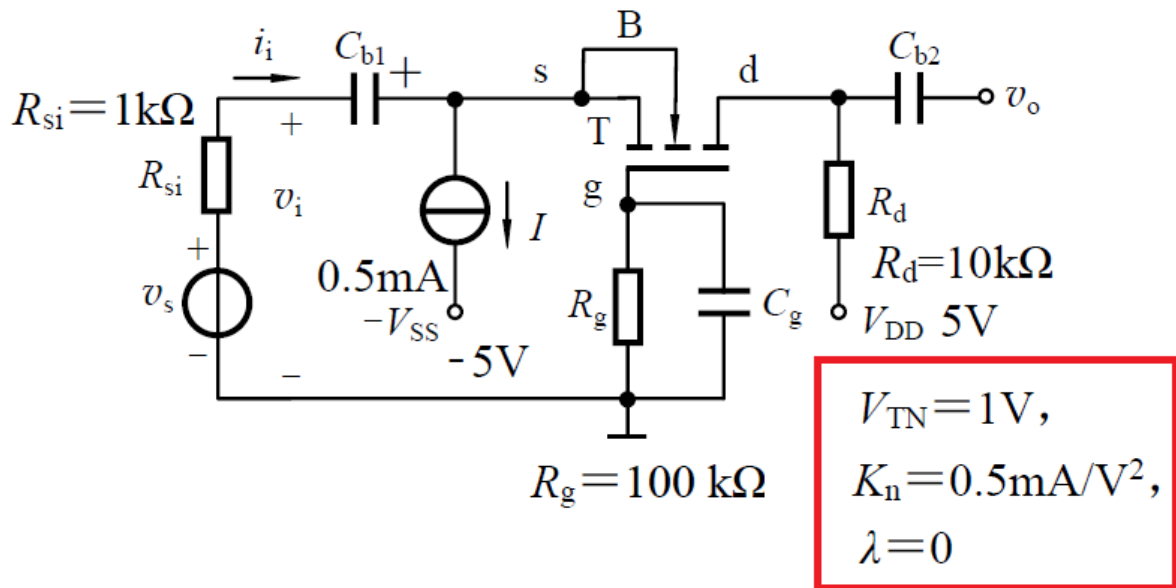 B
i_i
C_b1
+
s
d
C_b2
v_o
R_si=1kΩ
+
T
R_si
v_i
g
I
R_d
+
0.5mA
R_d=10kΩ
v_s
−V_SS
R_g
C_g
V_DD 5V
−
-5V
−
V_TN=1V,
K_n=0.5mA/V²,
λ=0
R_g=100 kΩ